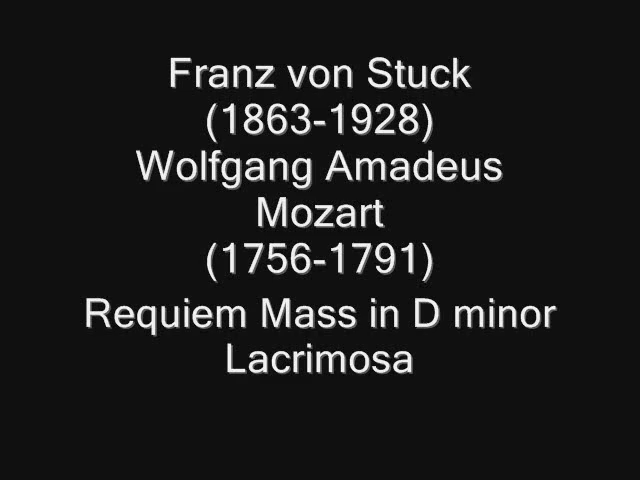 Franz von Stuck
(1863-1928)
Wolfgang Amadeus
Mozart
(1756-1791)
Requiem Mass in D minor
Lacrimosa